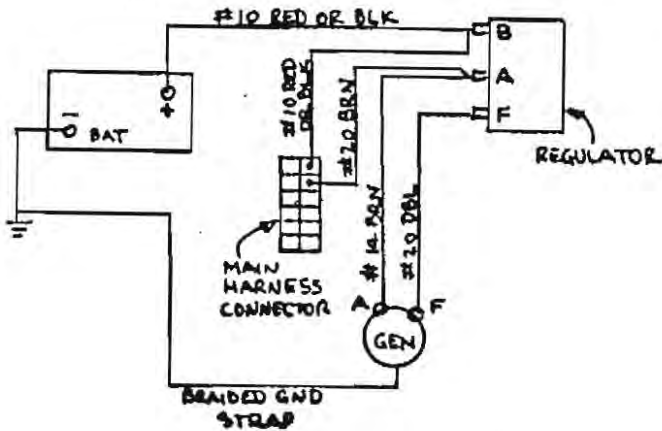 #10 RED OR BLK
B
A
F
REGULATOR
#10 RED
OR BLK
#20 BRN
+
-
BAT
#14 BRN
#20 DBL
MAIN
HARNESS
CONNECTOR
A
F
GEN
BRAIDED GND
STRAP